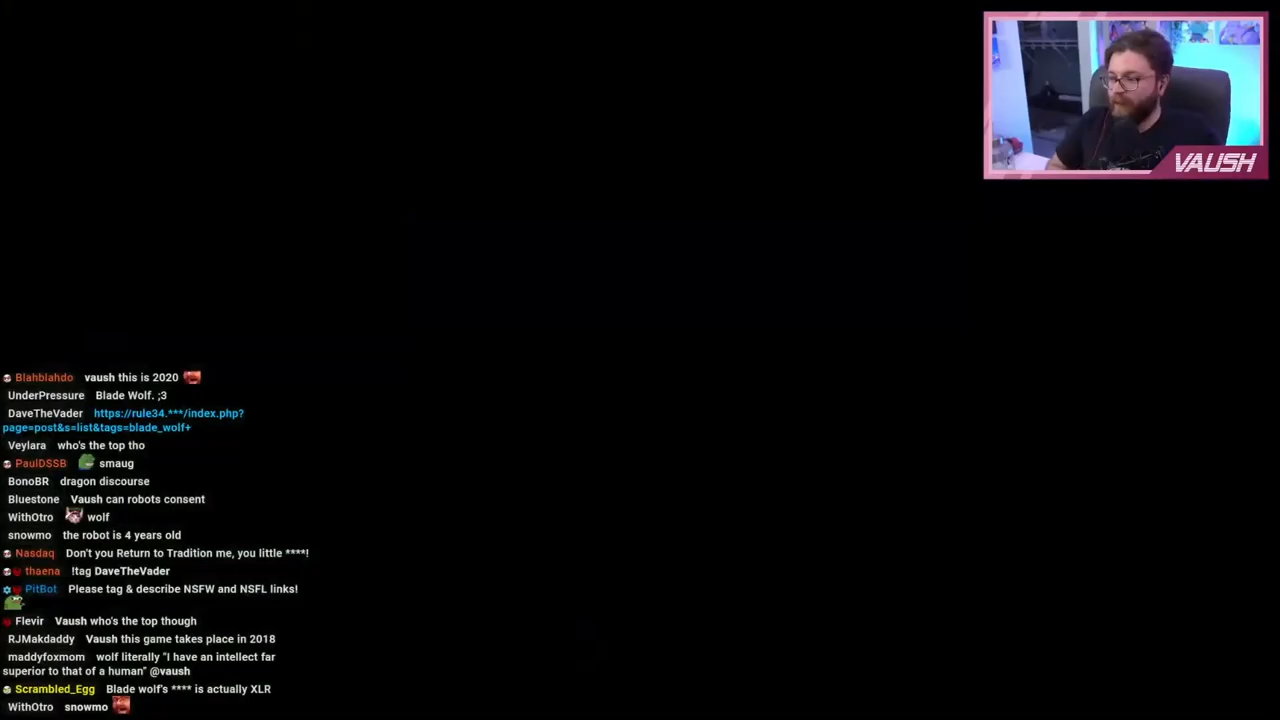 VAUSH
Blahblahdo vaush this is 2020
UnderPressure Blade Wolf. ;3
DaveTheVader https://rule34.***/index.php?
page=post&s=list&tags=blade_wolf+
Veylara who's the top tho
PaulDSSB smaug
BonoBR dragon discourse
Bluestone Vaush can robots consent
WithOtro wolf
snowmo the robot is 4 years old
Nasdaq Don't you Return to Tradition me, you little ****!
thaena !tag DaveTheVader
PitBot Please tag & describe NSFW and NSFL links!
Flevir Vaush who's the top though
RJMakdaddy Vaush this game takes place in 2018
maddyfoxmom wolf literally "I have an intellect far
superior to that of a human" @vaush
Scrambled_Egg Blade wolf's **** is actually XLR
WithOtro snowmo